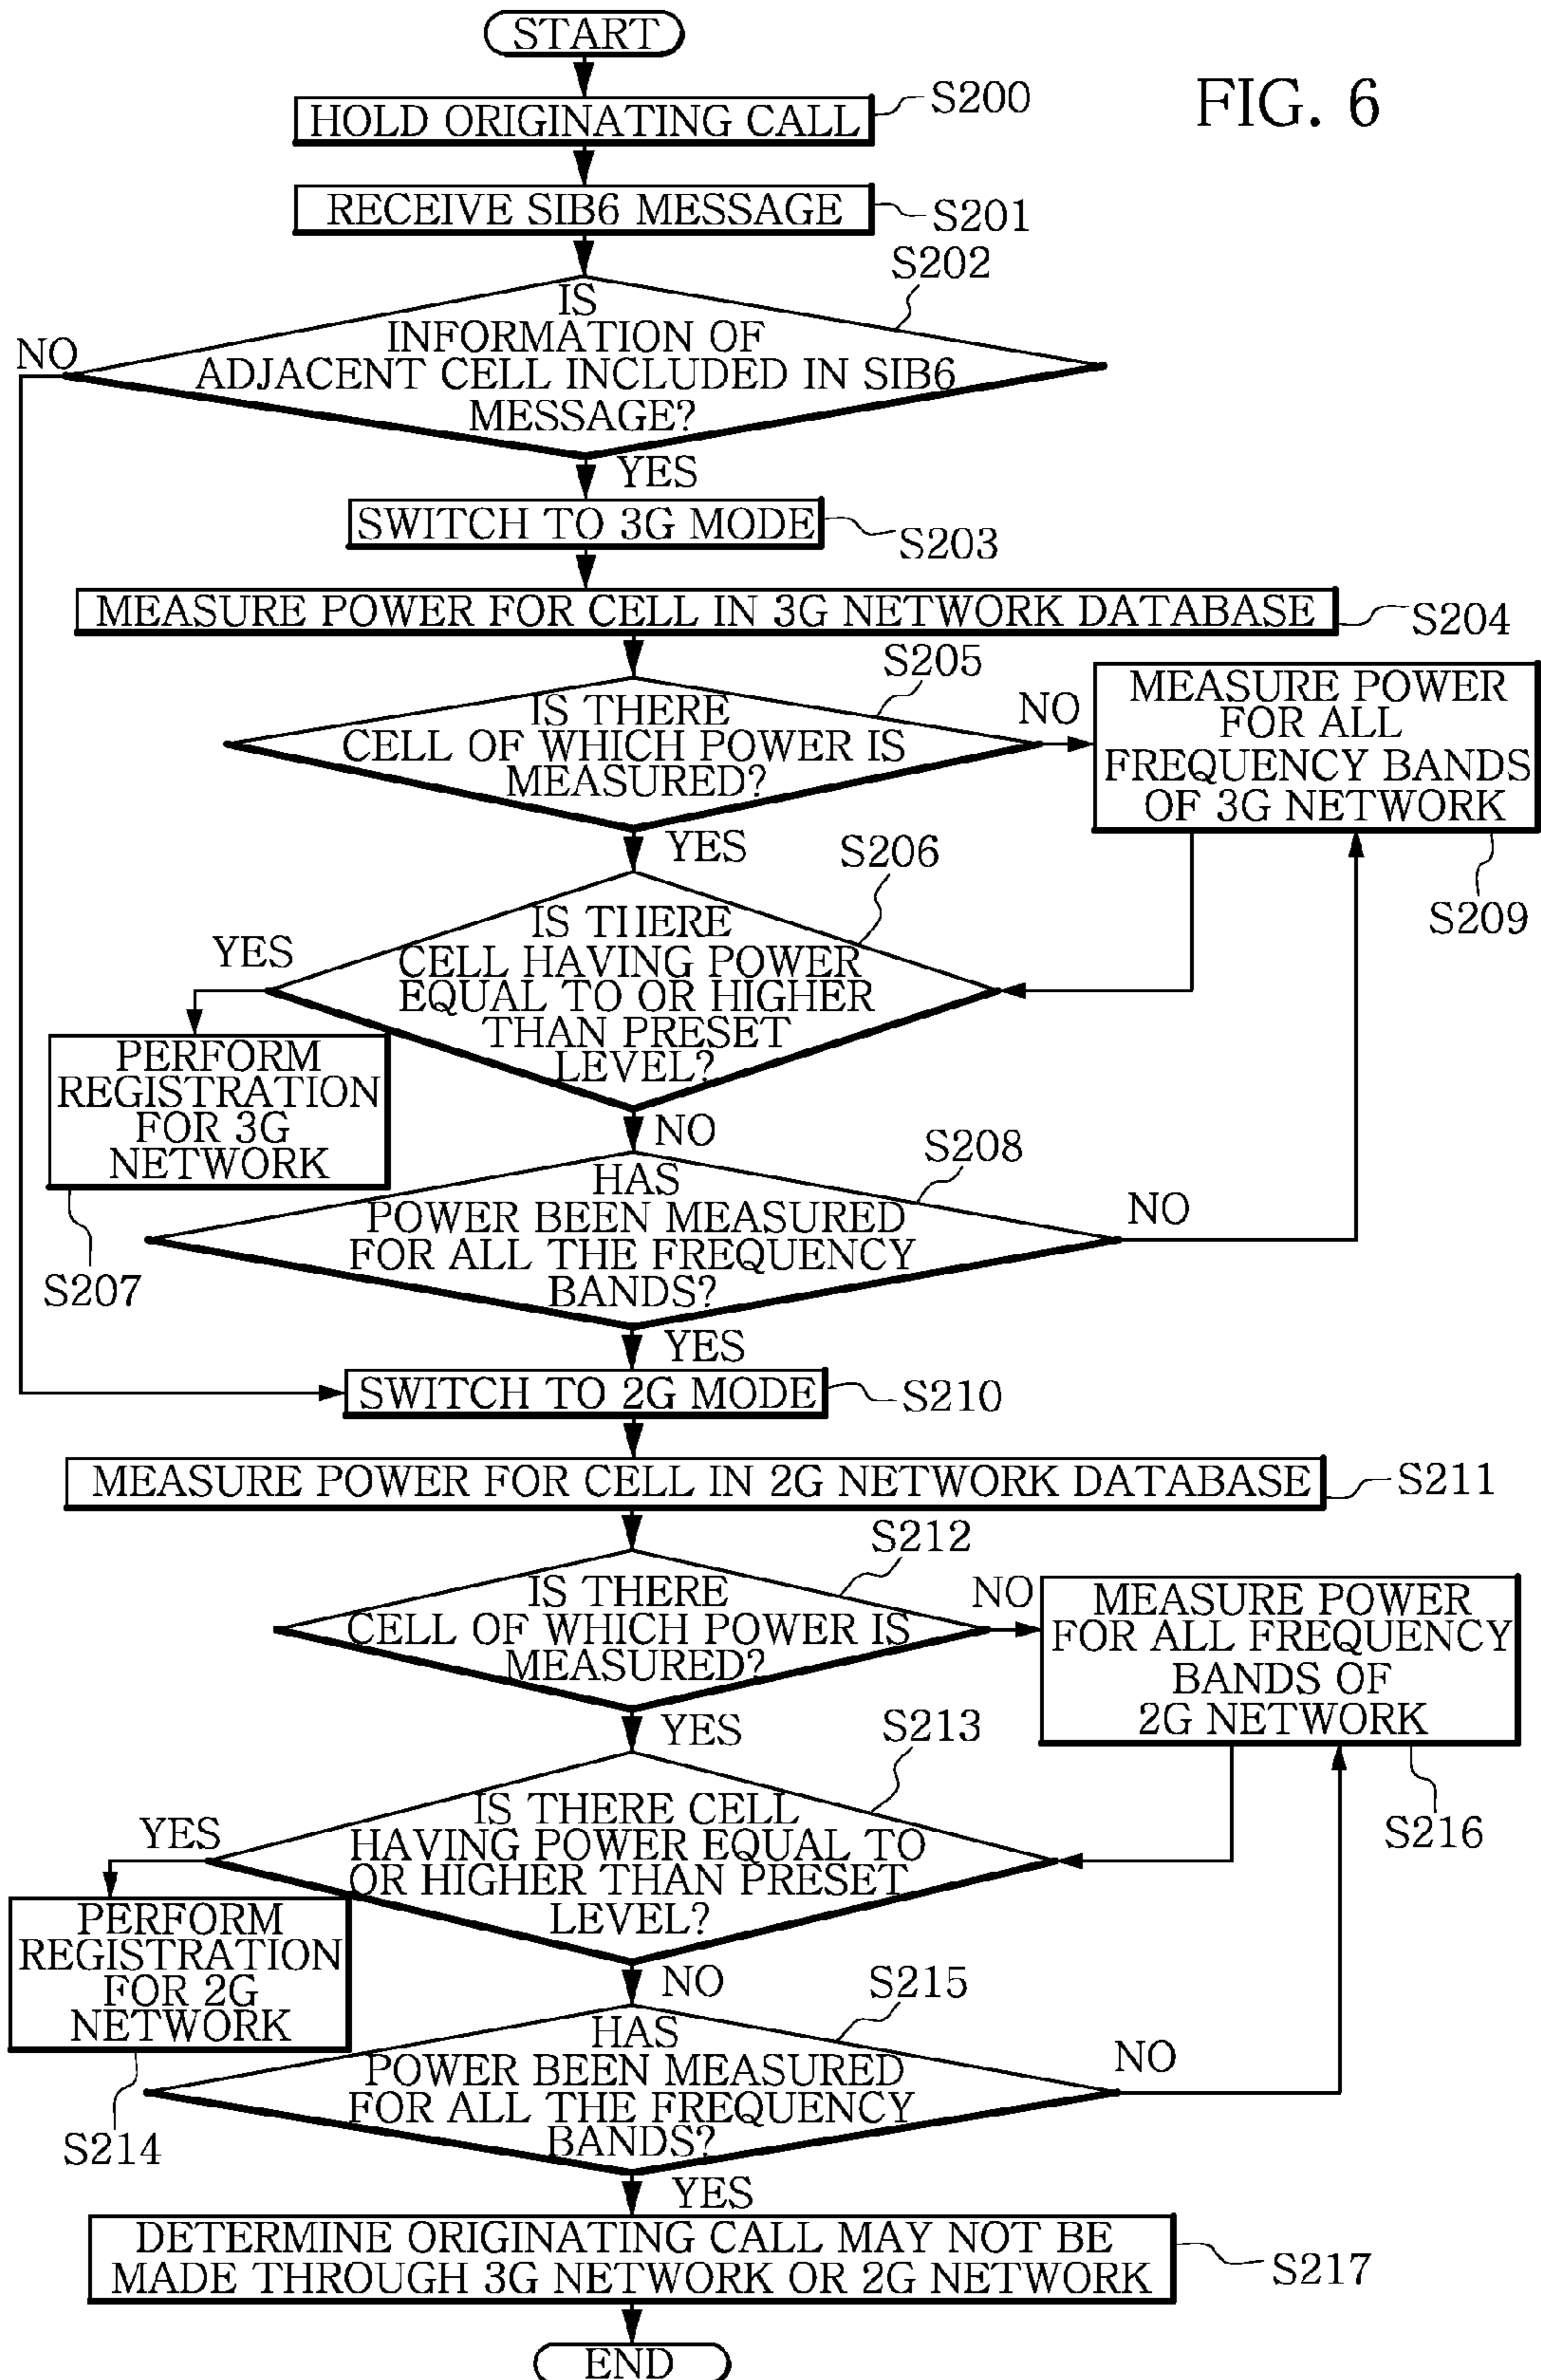 START
FIG. 6
HOLD ORIGINATING CALL
S200
RECEIVE SIB6 MESSAGE
S201
S202
IS
INFORMATION OF
ADJACENT CELL INCLUDED IN SIB6
MESSAGE?
NO
YES
SWITCH TO 3G MODE
S203
MEASURE POWER FOR CELL IN 3G NETWORK DATABASE
S204
S205
IS THERE
CELL OF WHICH POWER IS
MEASURED?
NO
MEASURE POWER
FOR ALL
FREQUENCY BANDS
OF 3G NETWORK
S209
YES
S206
IS THERE
CELL HAVING POWER
EQUAL TO OR HIGHER
THAN PRESET
LEVEL?
YES
PERFORM
REGISTRATION
FOR 3G
NETWORK
S207
NO
S208
HAS
POWER BEEN MEASURED
FOR ALL THE FREQUENCY
BANDS?
NO
YES
SWITCH TO 2G MODE
S210
MEASURE POWER FOR CELL IN 2G NETWORK DATABASE
S211
S212
IS THERE
CELL OF WHICH POWER IS
MEASURED?
NO
MEASURE POWER
FOR ALL FREQUENCY
BANDS OF
2G NETWORK
S216
YES
S213
IS THERE CELL
HAVING POWER EQUAL TO
OR HIGHER THAN PRESET
LEVEL?
YES
PERFORM
REGISTRATION
FOR 2G
NETWORK
S214
NO
S215
HAS
POWER BEEN MEASURED
FOR ALL THE FREQUENCY
BANDS?
NO
YES
DETERMINE ORIGINATING CALL MAY NOT BE
MADE THROUGH 3G NETWORK OR 2G NETWORK
S217
END